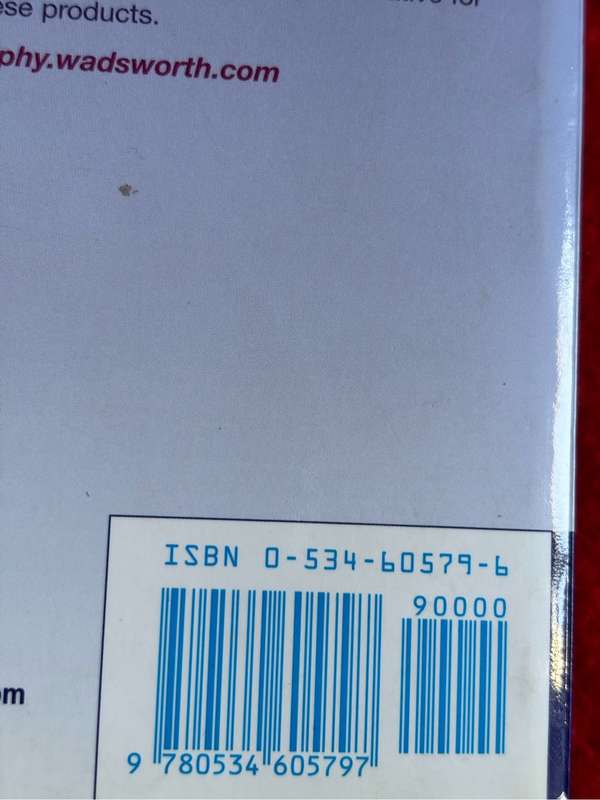 ese products.
phy.wadsworth.com
ISBN 0-534-60579-6
90000
om
9 780534 605797